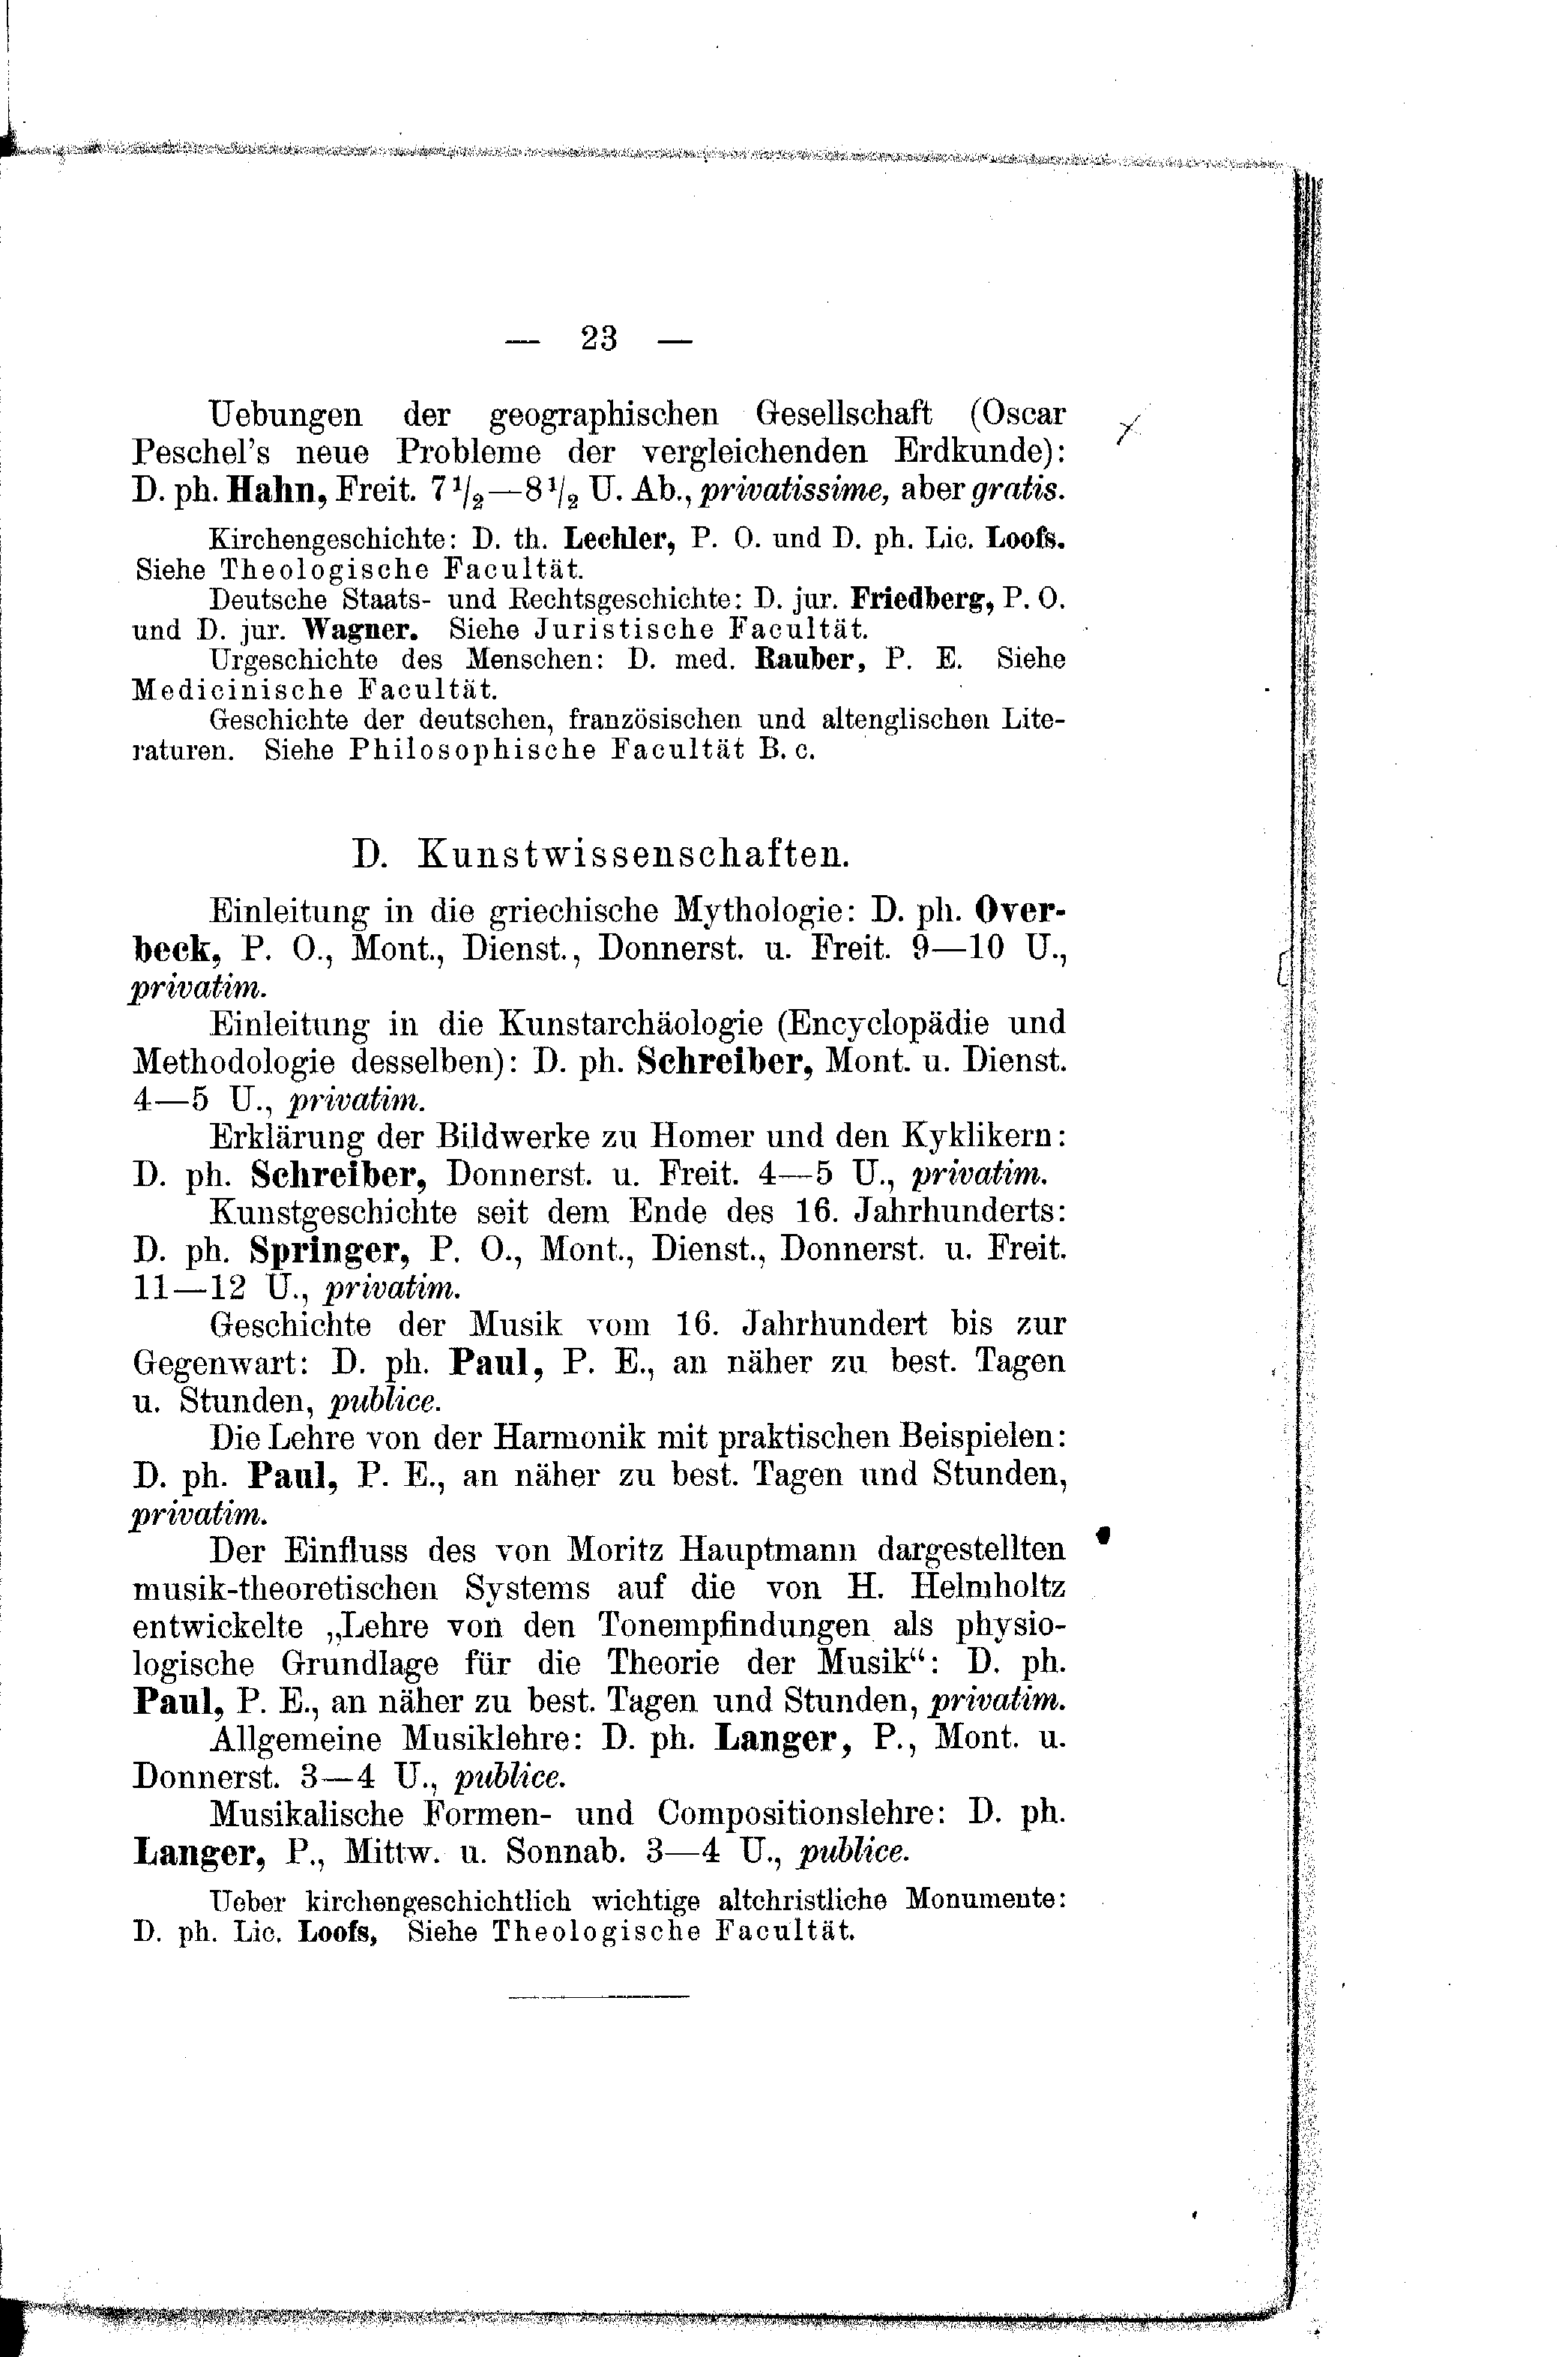 — 23 —
Uebungen der geographischen Gesellschaft (Oscar
Peschel's neue Probleme der vergleichenden Erdkunde):
D. ph. Hahn, Freit. 7 1/2—8 1/2 U. Ab., privatissime, aber gratis.
Kirchengeschichte: D. th. Lechler, P. O. und D. ph. Lic. Loofs.
Siehe Theologische Facultät.
Deutsche Staats- und Rechtsgeschichte: D. jur. Friedberg, P. O.
und D. jur. Wagner. Siehe Juristische Facultät.
Urgeschichte des Menschen: D. med. Rauber, P. E. Siehe
Medicinische Facultät.
Geschichte der deutschen, französischen und altenglischen Lite-
raturen. Siehe Philosophische Facultät B. c.
D. Kunstwissenschaften.
Einleitung in die griechische Mythologie: D. ph. Over-
beck, P. O., Mont., Dienst., Donnerst. u. Freit. 9—10 U.,
privatim.
Einleitung in die Kunstarchäologie (Encyclopädie und
Methodologie desselben): D. ph. Schreiber, Mont. u. Dienst.
4—5 U., privatim.
Erklärung der Bildwerke zu Homer und den Kyklikern:
D. ph. Schreiber, Donnerst. u. Freit. 4—5 U., privatim.
Kunstgeschichte seit dem Ende des 16. Jahrhunderts:
D. ph. Springer, P. O., Mont., Dienst., Donnerst. u. Freit.
11—12 U., privatim.
Geschichte der Musik vom 16. Jahrhundert bis zur
Gegenwart: D. ph. Paul, P. E., an näher zu best. Tagen
u. Stunden, publice.
Die Lehre von der Harmonik mit praktischen Beispielen:
D. ph. Paul, P. E., an näher zu best. Tagen und Stunden,
privatim.
Der Einfluss des von Moritz Hauptmann dargestellten
musik-theoretischen Systems auf die von H. Helmholtz
entwickelte „Lehre von den Tonempfindungen als physio-
logische Grundlage für die Theorie der Musik“: D. ph.
Paul, P. E., an näher zu best. Tagen und Stunden, privatim.
Allgemeine Musiklehre: D. ph. Langer, P., Mont. u.
Donnerst. 3—4 U., publice.
Musikalische Formen- und Compositionslehre: D. ph.
Langer, P., Mittw. u. Sonnab. 3—4 U., publice.
Ueber kirchengeschichtlich wichtige altchristliche Monumente:
D. ph. Lic. Loofs, Siehe Theologische Facultät.